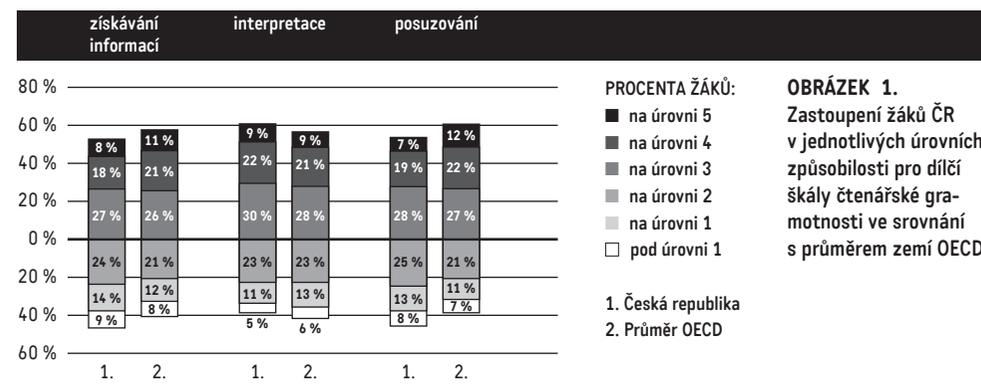 získávání
informací
interpretace
posuzování
80 %
60 %
40 %
20 %
0 %
20 %
40 %
60 %
8 %
18 %
27 %
24 %
14 %
9 %
11 %
21 %
26 %
21 %
12 %
8 %
9 %
22 %
30 %
23 %
11 %
5 %
9 %
21 %
28 %
23 %
13 %
6 %
7 %
19 %
28 %
25 %
13 %
8 %
12 %
22 %
27 %
21 %
11 %
7 %
1. 2. 1. 2. 1. 2.
PROCENTA ŽÁKŮ:
na úrovni 5
na úrovni 4
na úrovni 3
na úrovni 2
na úrovni 1
pod úrovni 1
1. Česká republika
2. Průměr OECD
OBRÁZEK 1.
Zastoupení žáků ČR
v jednotlivých úrovních
způsobilosti pro dílčí
škály čtenářské gra-
motnosti ve srovnání
s průměrem zemí OECD